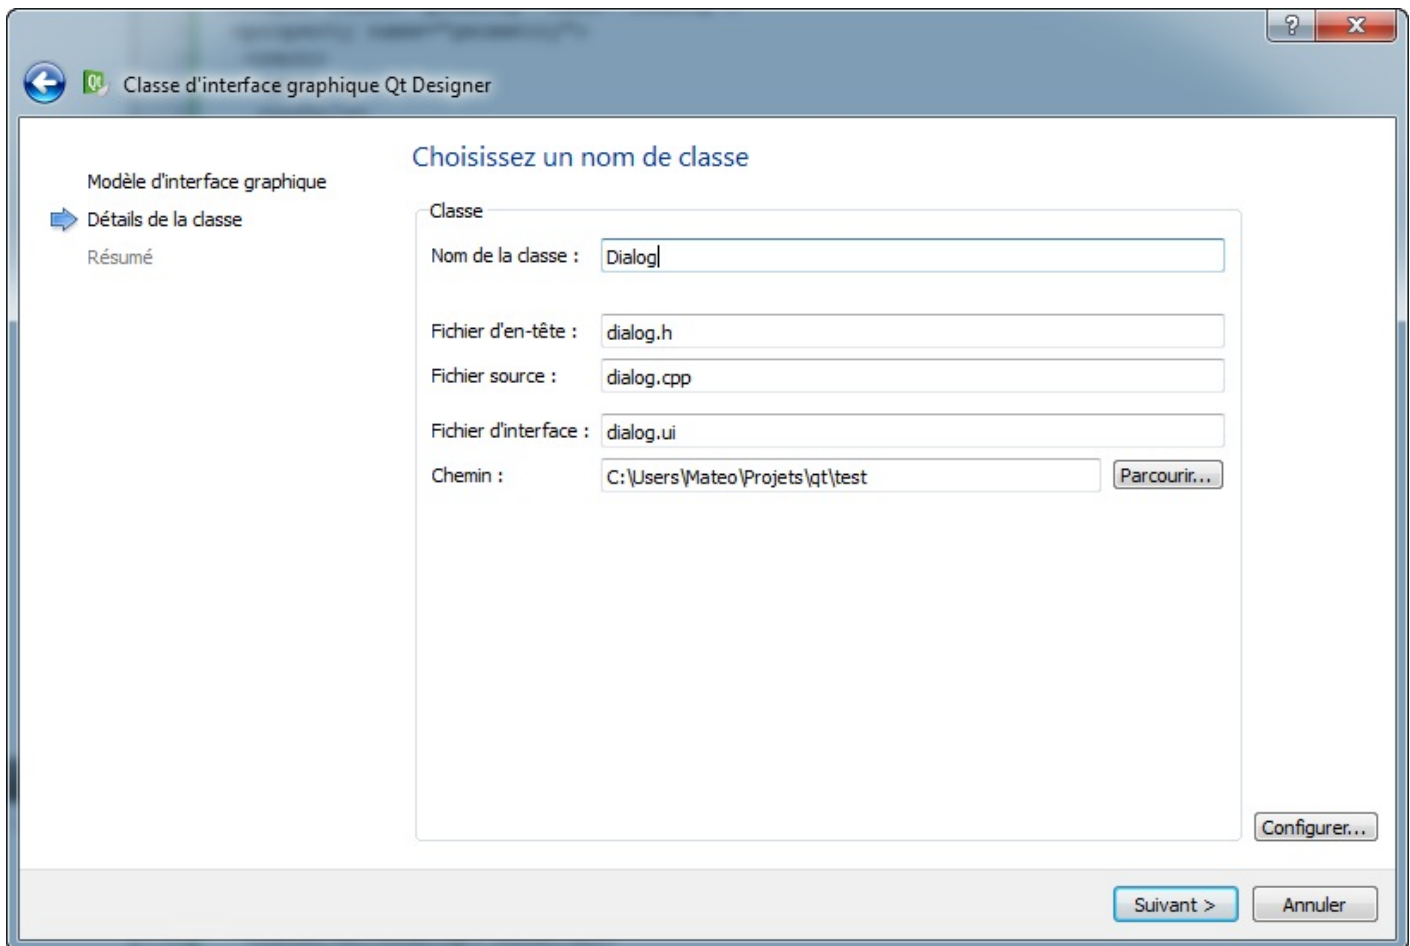 Qt Classe d'interface graphique Qt Designer
Modèle d'interface graphique
Détails de la classe
Résumé
Choisissez un nom de classe
Classe
Nom de la classe : Dialog
Fichier d'en-tête : dialog.h
Fichier source : dialog.cpp
Fichier d'interface : dialog.ui
Chemin : C:\Users\Mateo\Projets\qt\test Parcourir...
Configurer...
Suivant > Annuler